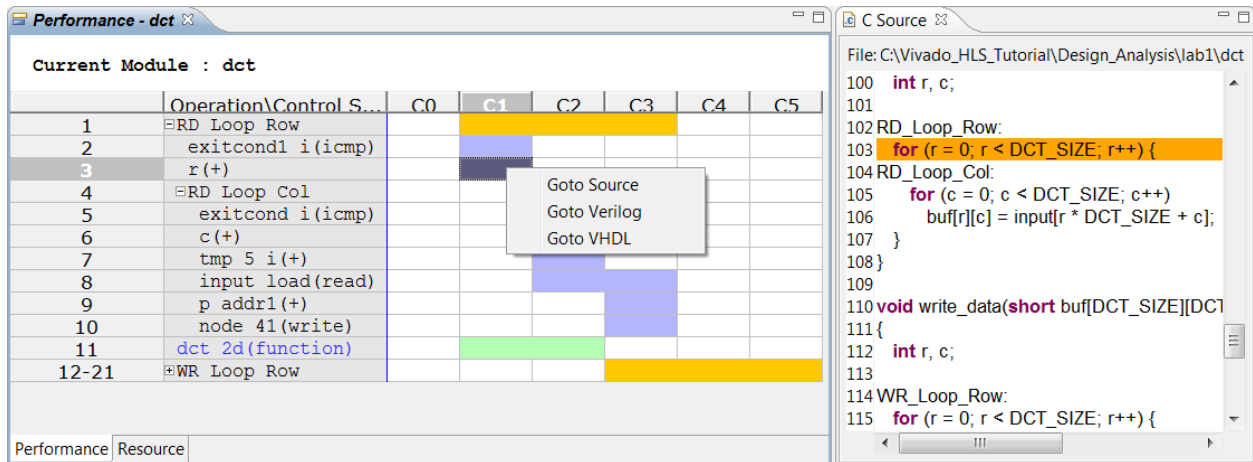 Performance - dct
Current Module : dct
Operation\Control S... C0 C1 C2 C3 C4 C5
1 RD Loop Row
2 exitcond1 i(icmp)
3 r(+)
4 RD Loop Col
5 exitcond i(icmp)
6 c(+)
7 tmp 5 i(+)
8 input load(read)
9 p addr1(+)
10 node 41(write)
11 dct 2d(function)
12-21 WR Loop Row
Goto Source
Goto Verilog
Goto VHDL
Performance Resource
C Source
File: C:\Vivado_HLS_Tutorial\Design_Analysis\lab1\dct
100 int r, c;
101
102 RD_Loop_Row:
103 for (r = 0; r < DCT_SIZE; r++) {
104 RD_Loop_Col:
105 for (c = 0; c < DCT_SIZE; c++)
106 buf[r][c] = input[r * DCT_SIZE + c];
107 }
108 }
109
110 void write_data(short buf[DCT_SIZE][DCT
111 {
112 int r, c;
113
114 WR_Loop_Row:
115 for (r = 0; r < DCT_SIZE; r++) {